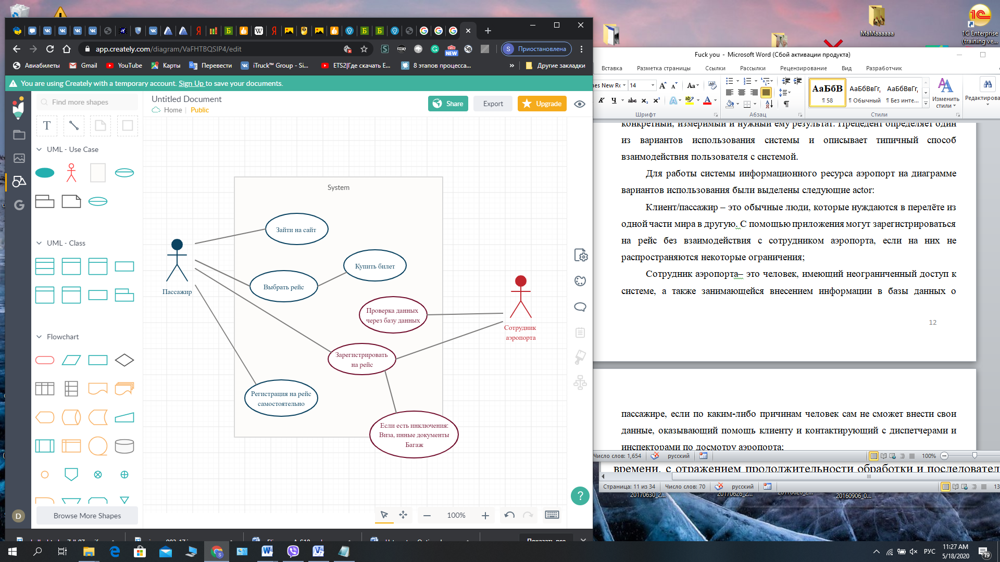 МаМаааааа
1C Enterprise
(training ve...
app.creately.com/diagram/VaFHTBQSIP4/edit
NEW
S Приостановлена
Авиабилеты
Gmail
YouTube
Карты
Перевести
iTruck™ Group - Si...
ETS2|Где скачать E...
8 этапов процесса...
»
Другие закладки
You are using Creately with a temporary account. Sign Up to save your documents.
Find more shapes
Untitled Document
Home | Public
Share
Export
Upgrade
T
UML - Use Case
UML - Class
Flowchart
Browse More Shapes
D
System
Зайти на сайт
Купить билет
Выбрать рейс
Пассажир
Проверка данных
через базу данных
Сотрудник
аэропорта
Зарегистрировать
на рейс
Регистрация на рейс
самостоятельно
Если есть инключения:
Виза, инные документы
Багаж
100%
?
Fuck you - Microsoft Word (Сбой активации продукта)
Вставка
Разметка страницы
Ссылки
Рассылки
Рецензирование
Вид
Разработчик
nes New Ro
14
АаБбВ
¶ 58
АаБбВвГг,
¶ Обычный
АаБбВвГг,
¶ Без инте...
Изменить
стили
Редактирова
Шрифт
Абзац
Стили
конкретный, измеримый и нужный ему результат. Прецедент определяет один
из вариантов использования системы и описывает типичный способ
взаимодействия пользователя с системой.
Для работы системы информационного ресурса аэропорт на диаграмме
вариантов использования были выделены следующие actor:
Клиент/пассажир – это обычные люди, которые нуждаются в перелёте из
одной части мира в другую. С помощью приложения могут зарегистрироваться
на рейс без взаимодействия с сотрудником аэропорта, если на них не
распространяются некоторые ограничения;
Сотрудник аэропорта– это человек, имеющий неограниченный доступ к
системе, а также занимающейся внесением информации в базы данных о
12
пассажире, если по каким-либо причинам человек сам не сможет внести свои
данные, оказывающий помощь клиенту и контактирующий с диспетчерами и
инспекторами по досмотру аэропорта;
Число слов: 1,654
русский
100%
времени, с отражением продолжительности обработки и последовател
Страница: 11 из 34
Число слов: 70
русский
13
20170630_2...
20170626_2...
20160906_0...
Показать все
РУС
11:27 AM
5/18/2020
19